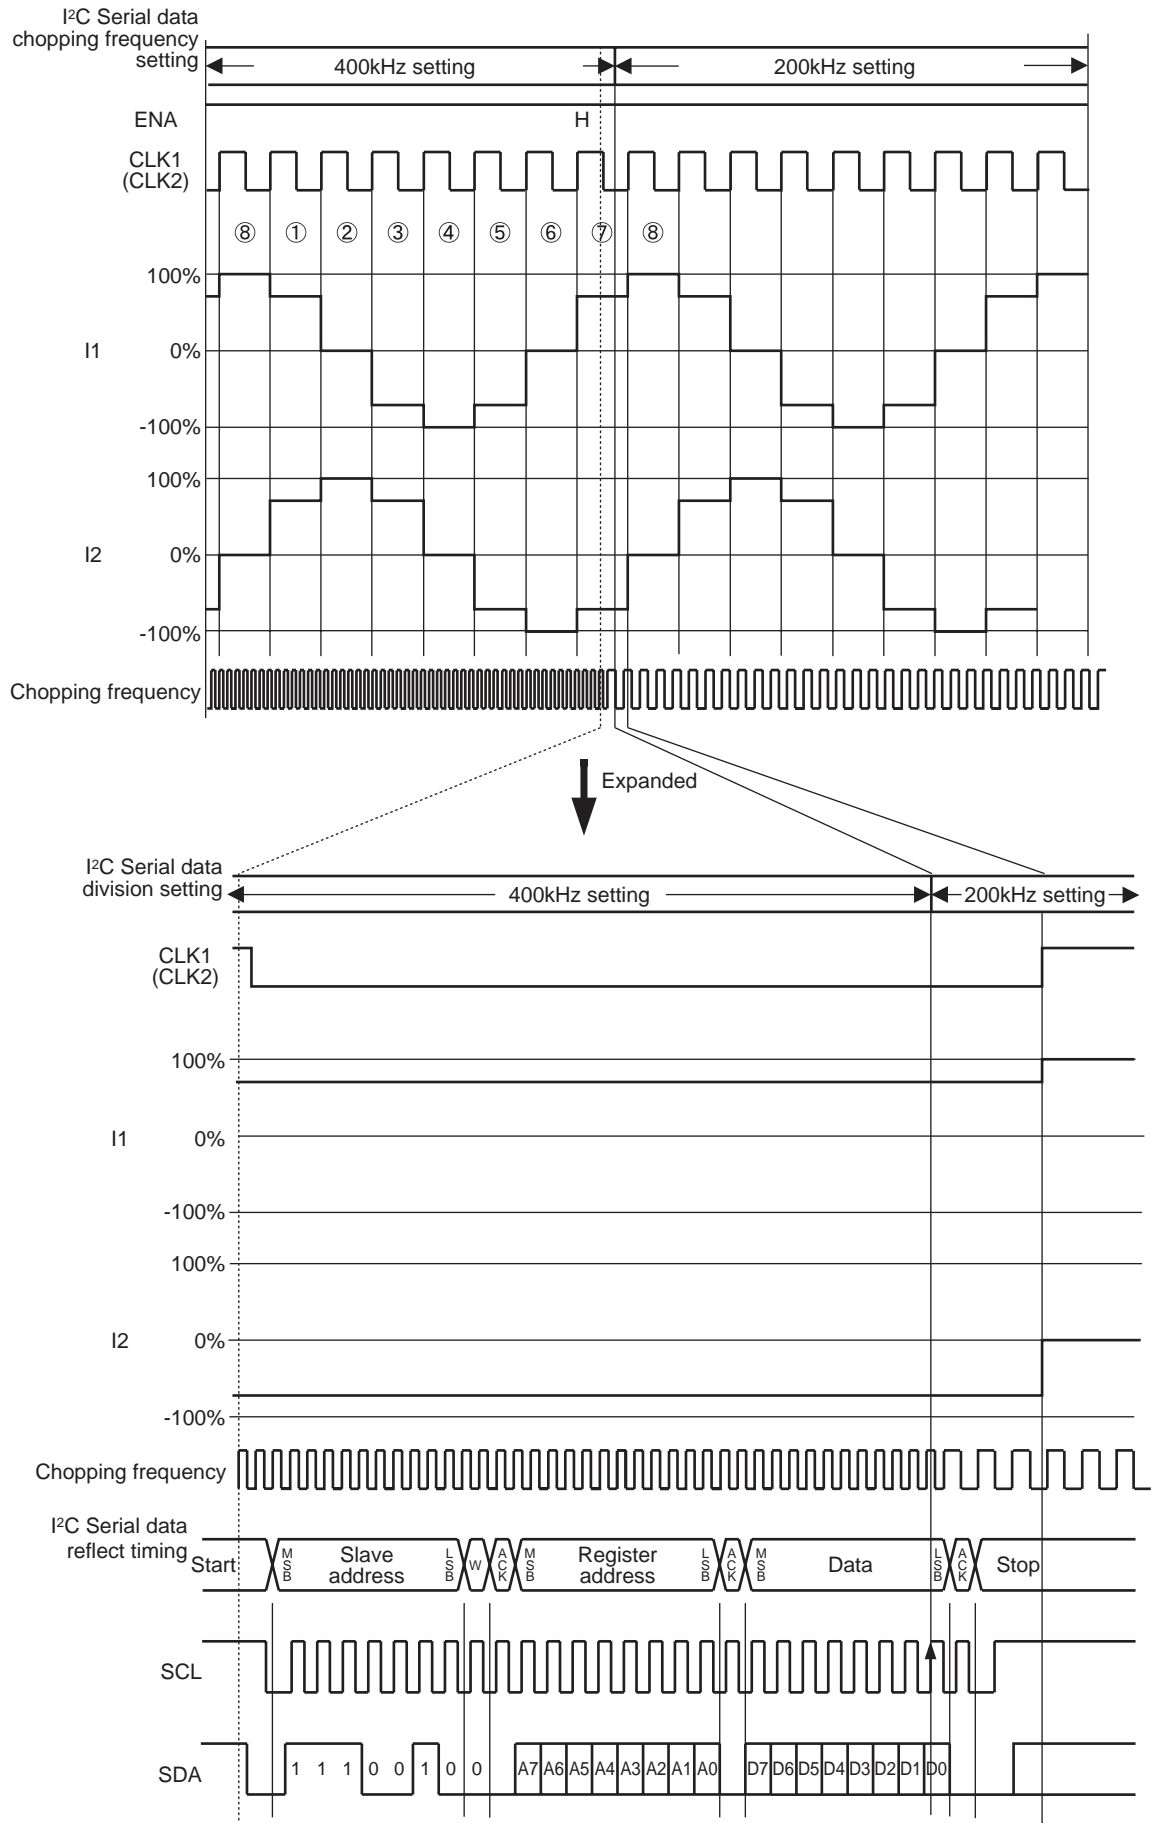 I²C Serial data
chopping frequency
setting
400kHz setting
200kHz setting
ENA
H
CLK1
(CLK2)
⑧ ① ② ③ ④ ⑤ ⑥ ⑦ ⑧
100%
I1 0%
-100%
100%
I2 0%
-100%
Chopping frequency
Expanded
I²C Serial data
division setting
400kHz setting
200kHz setting
CLK1
(CLK2)
100%
I1 0%
-100%
100%
I2 0%
-100%
Chopping frequency
I²C Serial data
reflect timing
Start
MSB
Slave
address
LSB
W
ACK
MSB
Register
address
LSB
ACK
MSB
Data
LSB
ACK
Stop
SCL
SDA
1 1 1 0 0 1 0 0
A7 A6 A5 A4 A3 A2 A1 A0
D7 D6 D5 D4 D3 D2 D1 D0